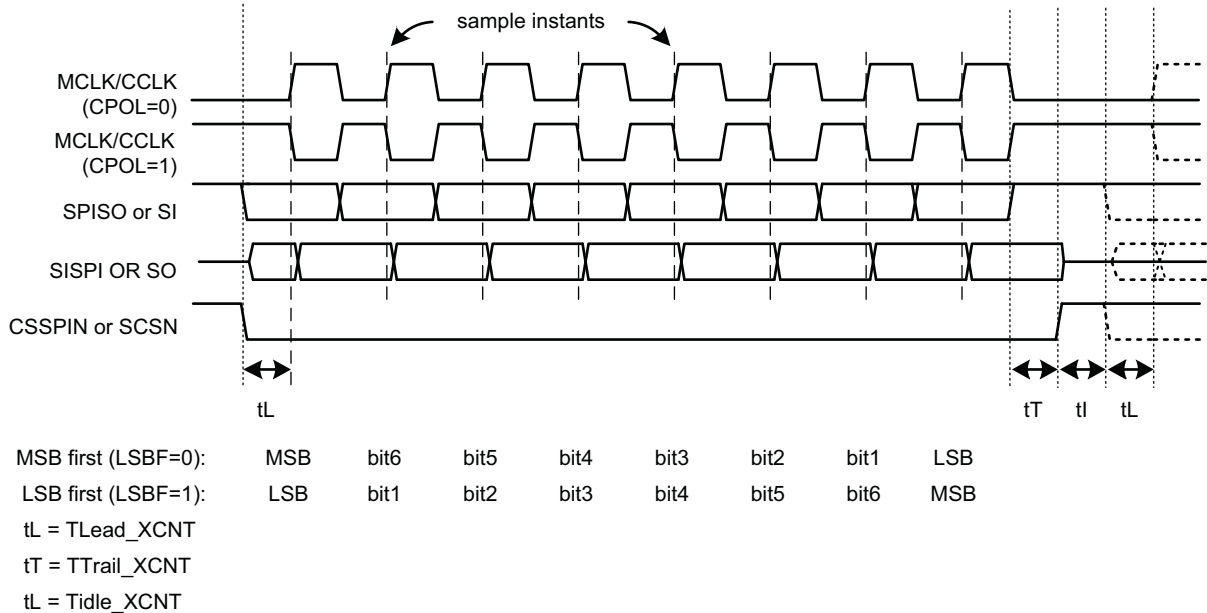 sample instants
MCLK/CCLK
(CPOL=0)
MCLK/CCLK
(CPOL=1)
SPISO or SI
SISPI OR SO
CSSPIN or SCSN
tL tT tI tL
MSB first (LSBF=0): MSB bit6 bit5 bit4 bit3 bit2 bit1 LSB
LSB first (LSBF=1): LSB bit1 bit2 bit3 bit4 bit5 bit6 MSB
tL = TLead_XCNT
tT = TTrail_XCNT
tL = Tidle_XCNT